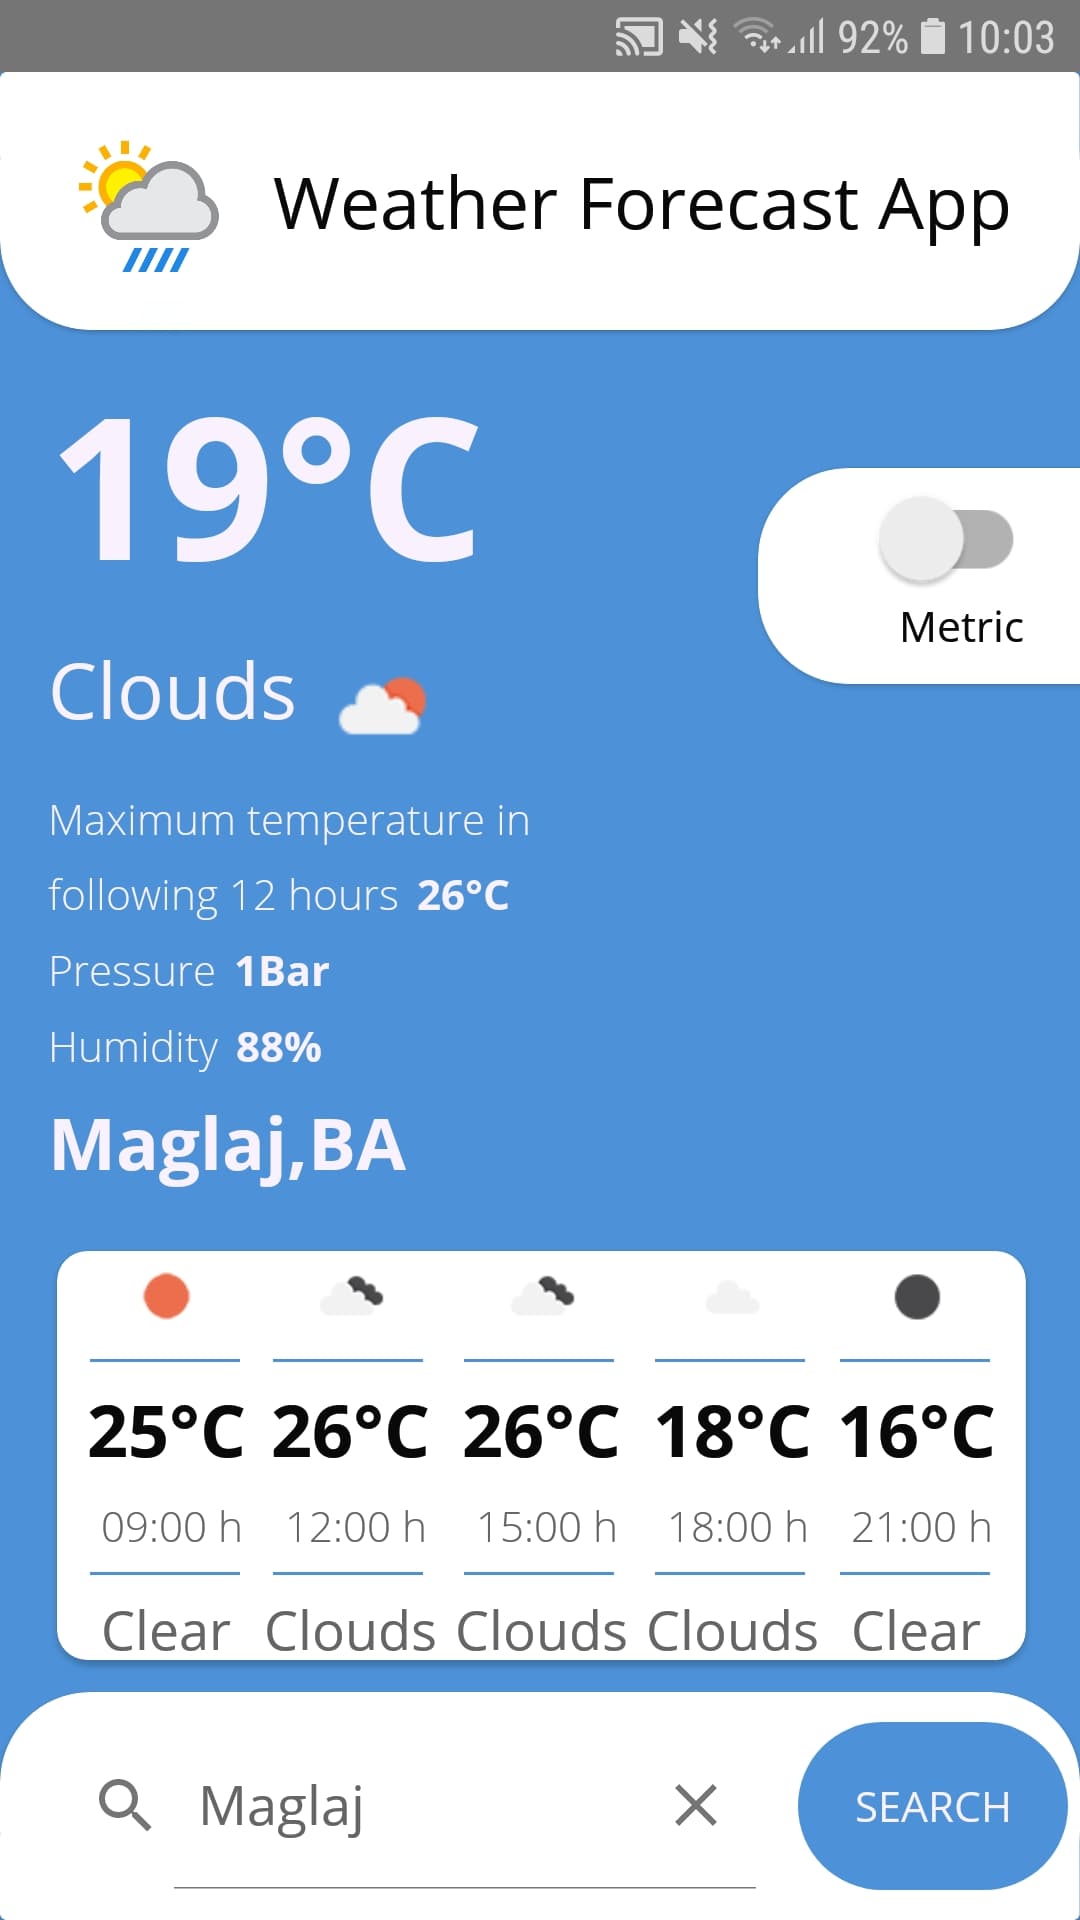 92% 10:03
Weather Forecast App
19°C
Metric
Clouds
Maximum temperature in
following 12 hours 26°C
Pressure 1Bar
Humidity 88%
Maglaj,BA
25°C 26°C 26°C 18°C 16°C
09:00 h 12:00 h 15:00 h 18:00 h 21:00 h
Clear Clouds Clouds Clouds Clear
Maglaj
SEARCH